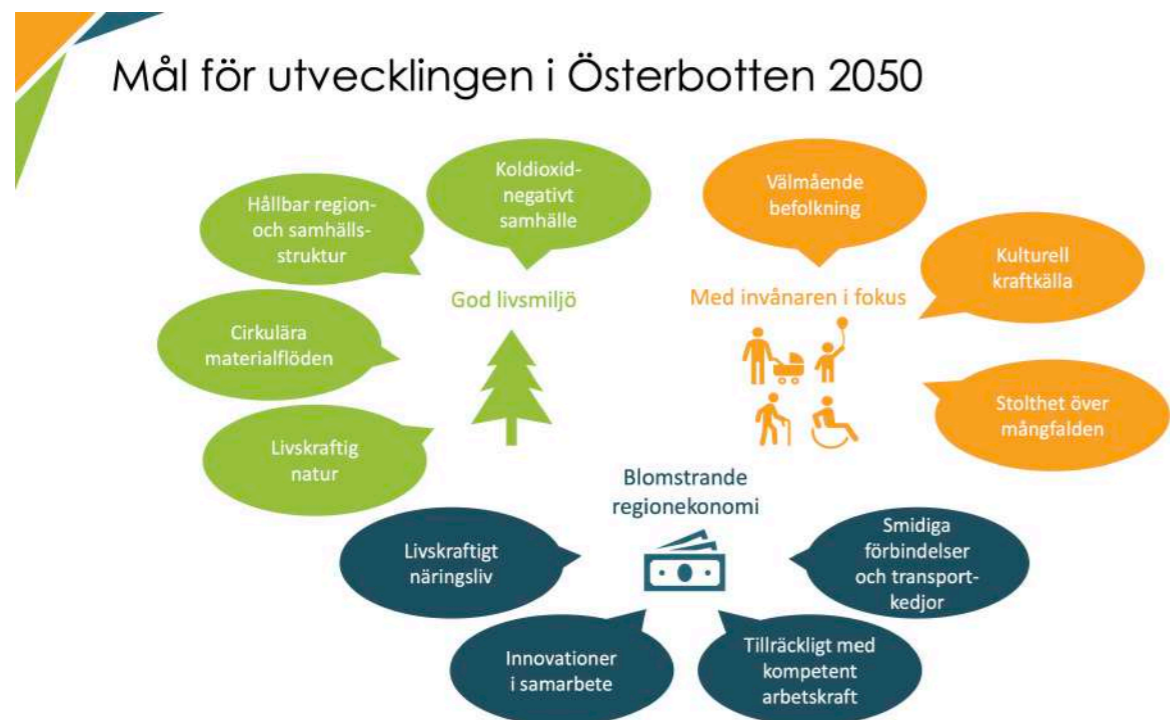 Mål för utvecklingen i Österbotten 2050
Koldioxid-
negativt
samhälle
Hållbar region-
och samhälls-
struktur
God livsmiljö
Cirkulära
materialflöden
Livskraftig
natur
Välmående
befolkning
Kulturell
kraftkälla
Med invånaren i fokus
Stolthet över
mångfalden
Blomstrande
regionekonomi
Livskraftigt
näringsliv
Smidiga
förbindelser
och transport-
kedjor
Innovationer
i samarbete
Tillräckligt med
kompetent
arbetskraft